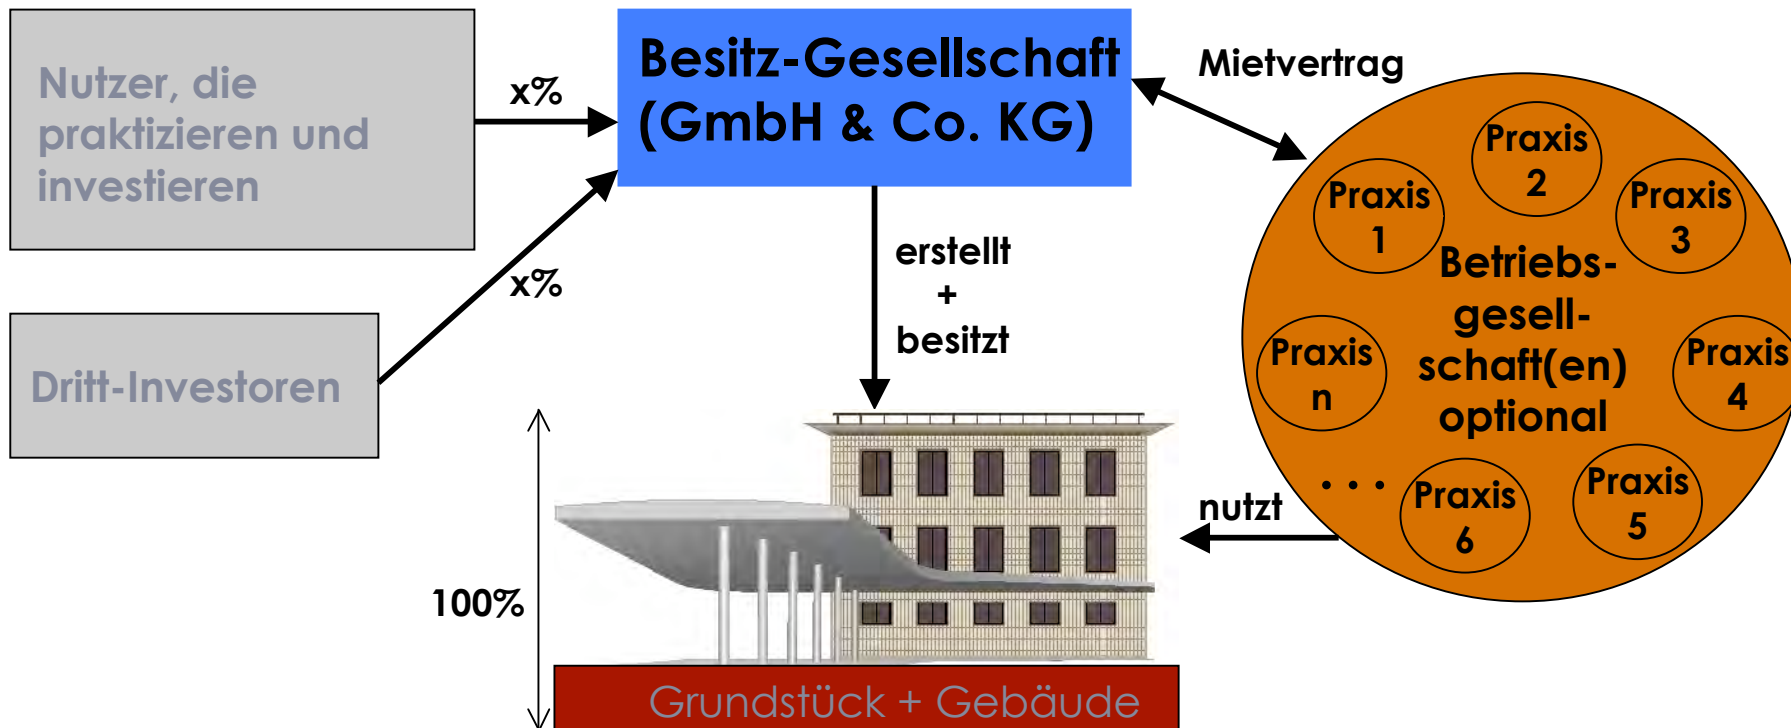 Nutzer, die
praktizieren und
investieren
x%
Besitz-Gesellschaft
(GmbH & Co. KG)
Mietvertrag
Dritt-Investoren
x%
erstellt
+
besitzt
Praxis
1
Praxis
2
Praxis
3
Praxis
4
Praxis
5
Praxis
6
. . .
Praxis
n
Betriebs-
gesell-
schaft(en)
optional
nutzt
100%
Grundstück + Gebäude